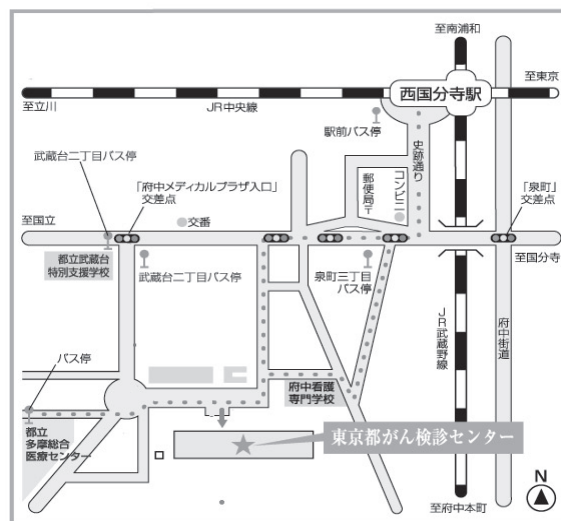 至南浦和
西国分寺駅
至東京
至立川
JR中央線
駅前バス停
史跡通り
武蔵台二丁目バス停
郵便局〒
コンビニ
「府中メディカルプラザ入口」
交差点
交番
「泉町」
交差点
至国立
至国分寺
都立武蔵台
特別支援学校
武蔵台二丁目バス停
泉町三丁目
バス停
JR武蔵野線
府中街道
バス停
府中看護
専門学校
都立
多摩総合
医療センター
東京都がん検診センター
至府中本町
N